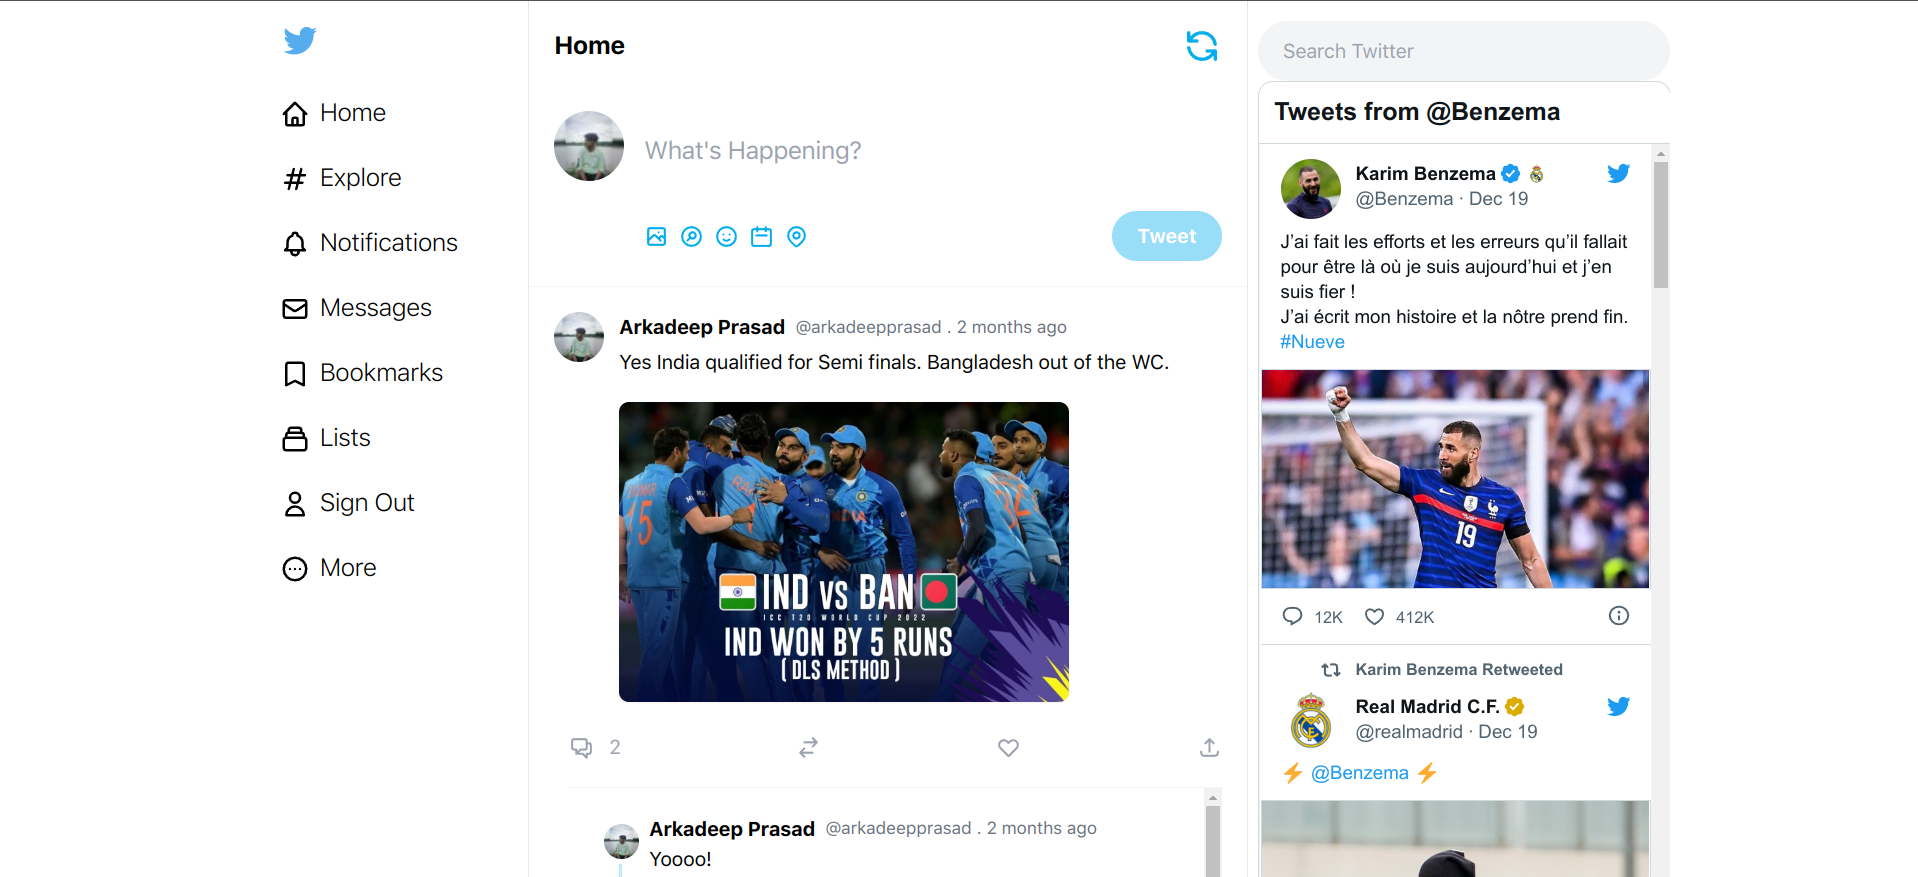 Home
Explore
Notifications
Messages
Bookmarks
Lists
Sign Out
More
Home
What's Happening?
Tweet
Arkadeep Prasad @arkadeepprasad . 2 months ago
Yes India qualified for Semi finals. Bangladesh out of the WC.
15
IND vs BAN
ICC T20 WORLD CUP 2022
IND WON BY 5 RUNS
( DLS METHOD )
2
Arkadeep Prasad @arkadeepprasad . 2 months ago
Yoooo!
Search Twitter
Tweets from @Benzema
Karim Benzema
@Benzema · Dec 19
J’ai fait les efforts et les erreurs qu’il fallait
pour être là où je suis aujourd’hui et j’en
suis fier !
J’ai écrit mon histoire et la nôtre prend fin.
#Nueve
19
12K 412K
Karim Benzema Retweeted
Real Madrid C.F.
@realmadrid · Dec 19
⚡ @Benzema ⚡